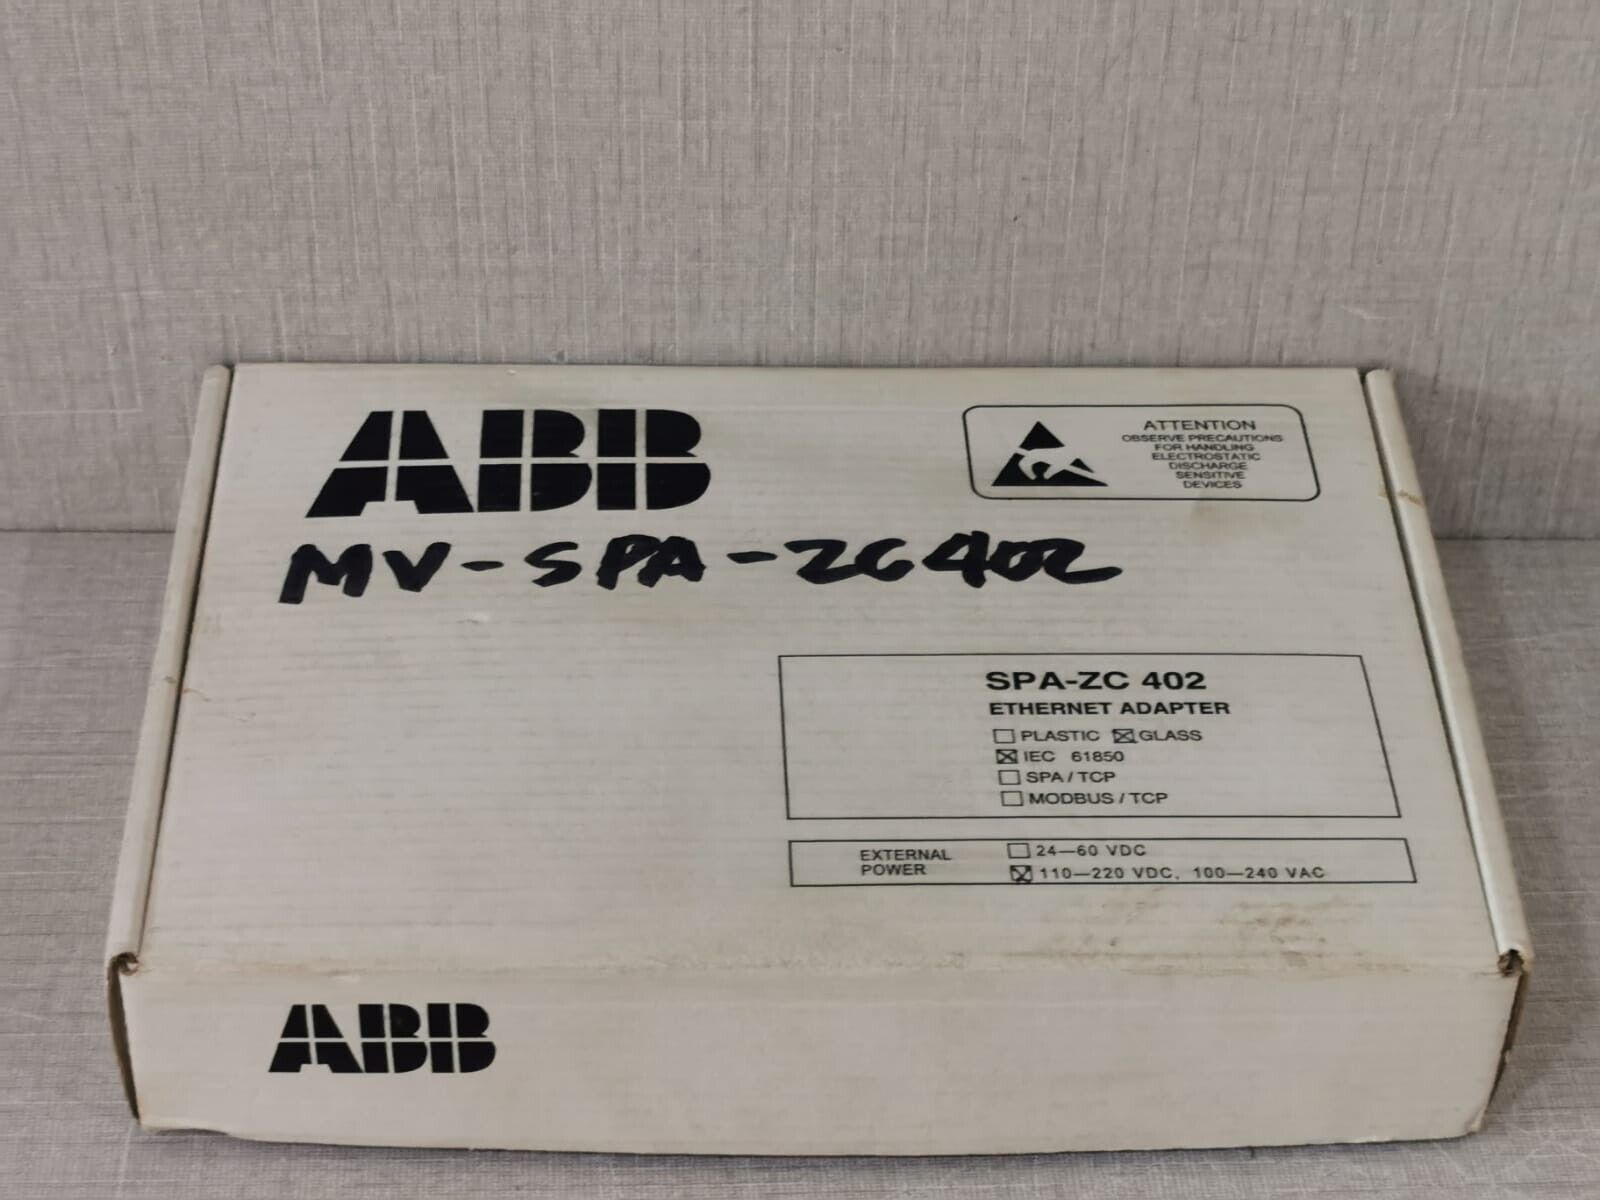 ABB
ATTENTION
OBSERVE PRECAUTIONS
FOR HANDLING
ELECTROSTATIC
DISCHARGE
SENSITIVE
DEVICES
MV-SPA-ZC402
SPA-ZC 402
ETHERNET ADAPTER
PLASTIC GLASS
IEC 61850
SPA / TCP
MODBUS / TCP
EXTERNAL
POWER
24—60 VDC
110—220 VDC, 100—240 VAC
ABB